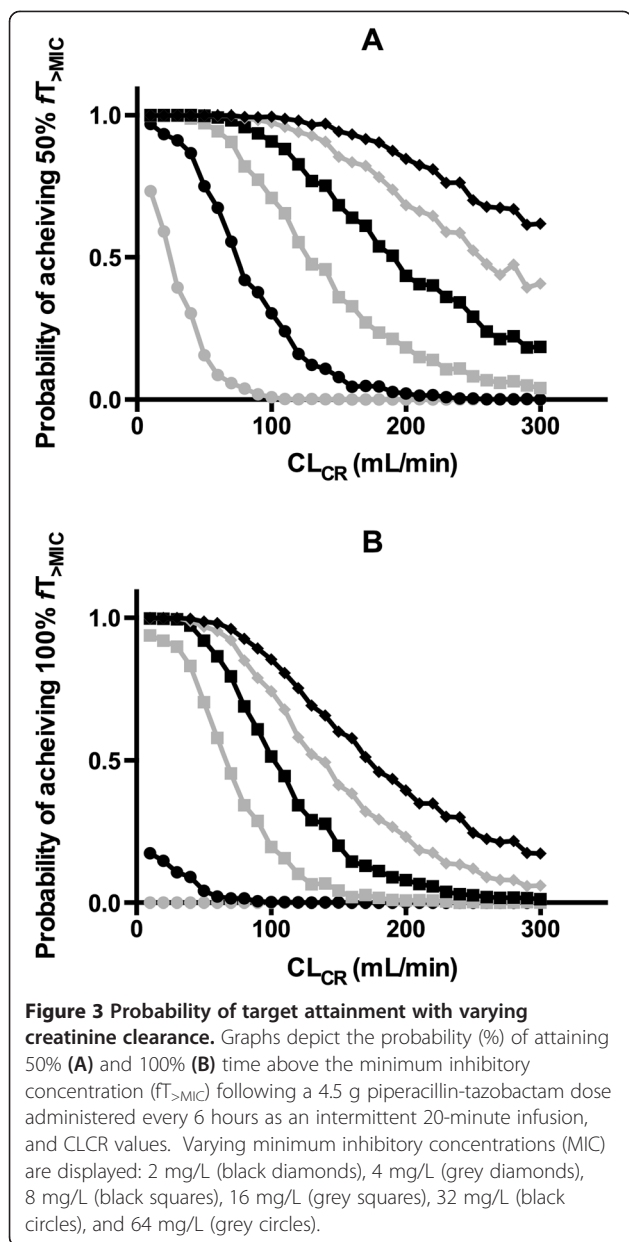 A
Probability of acheiving 50% fT>MIC
1.0
0.5
0.0
0
100
200
300
CLCR (mL/min)
B
Probability of acheiving 100% fT>MIC
1.0
0.5
0.0
0
100
200
300
CLCR (mL/min)
Figure 3 Probability of target attainment with varying
creatinine clearance. Graphs depict the probability (%) of attaining
50% (A) and 100% (B) time above the minimum inhibitory
concentration (fT>MIC) following a 4.5 g piperacillin-tazobactam dose
administered every 6 hours as an intermittent 20-minute infusion,
and CLCR values. Varying minimum inhibitory concentrations (MIC)
are displayed: 2 mg/L (black diamonds), 4 mg/L (grey diamonds),
8 mg/L (black squares), 16 mg/L (grey squares), 32 mg/L (black
circles), and 64 mg/L (grey circles).